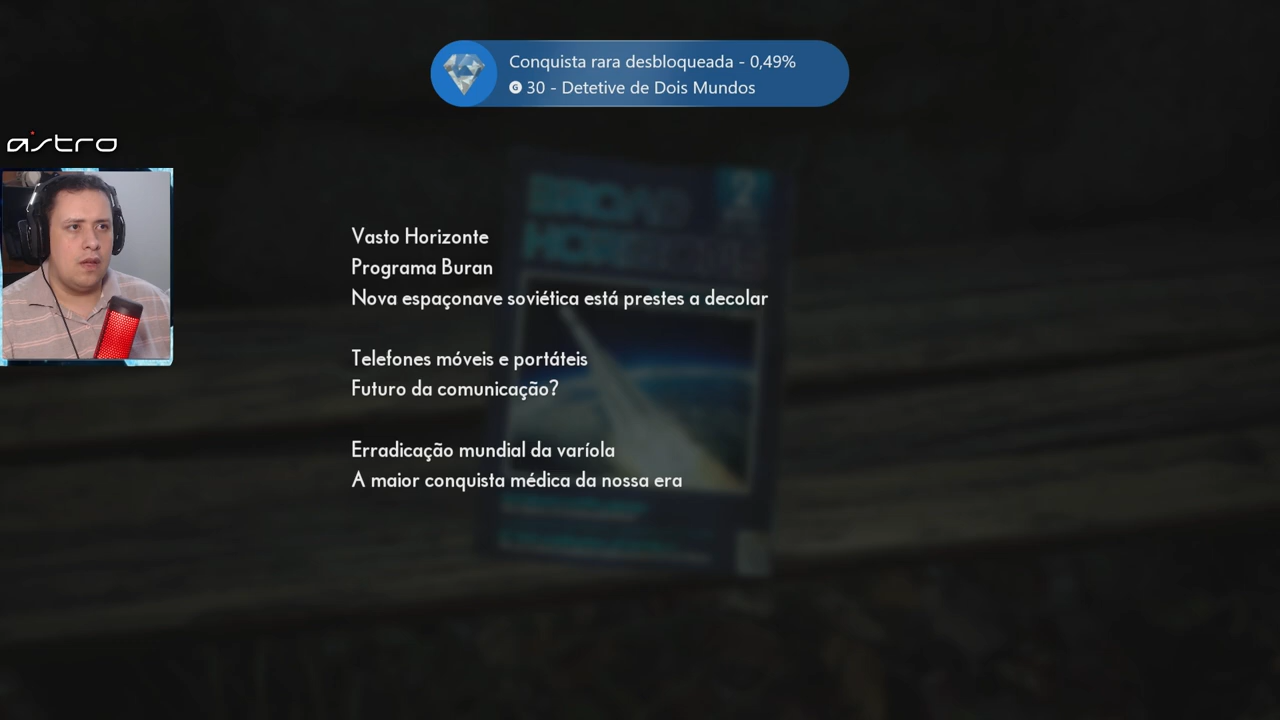 Conquista rara desbloqueada - 0,49%
G 30 - Detetive de Dois Mundos
astro
Vasto Horizonte
Programa Buran
Nova espaçonave soviética está prestes a decolar
Telefones móveis e portáteis
Futuro da comunicação?
Erradicação mundial da varíola
A maior conquista médica da nossa era